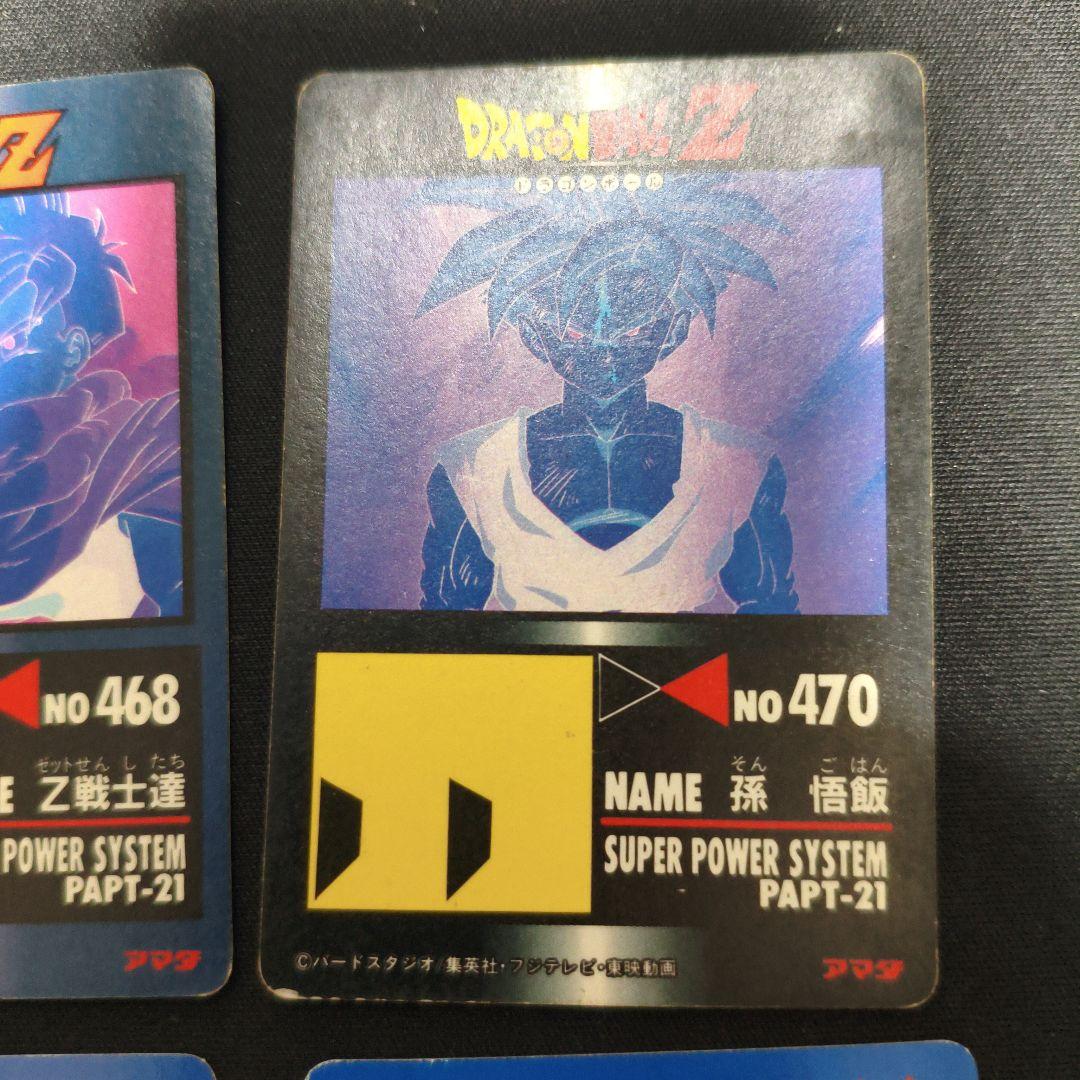 Z
NO 468
ゼットせん し たち
E Z戦士達
POWER SYSTEM
PAPT-21
アマダ
DRAGON BALL Z
ドラゴンボール
NO 470
そん ご はん
NAME 孫 悟飯
SUPER POWER SYSTEM
PAPT-21
©バードスタジオ/集英社・フジテレビ・東映動画
アマダ